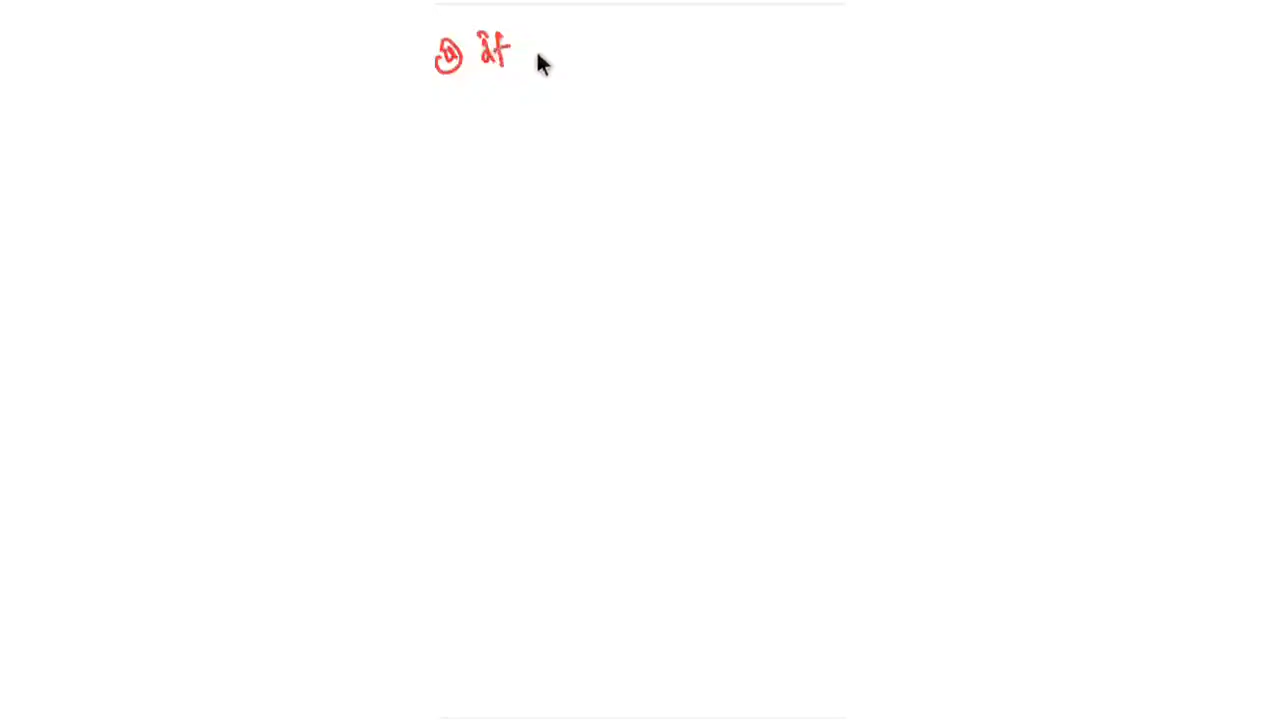 ⓐ if